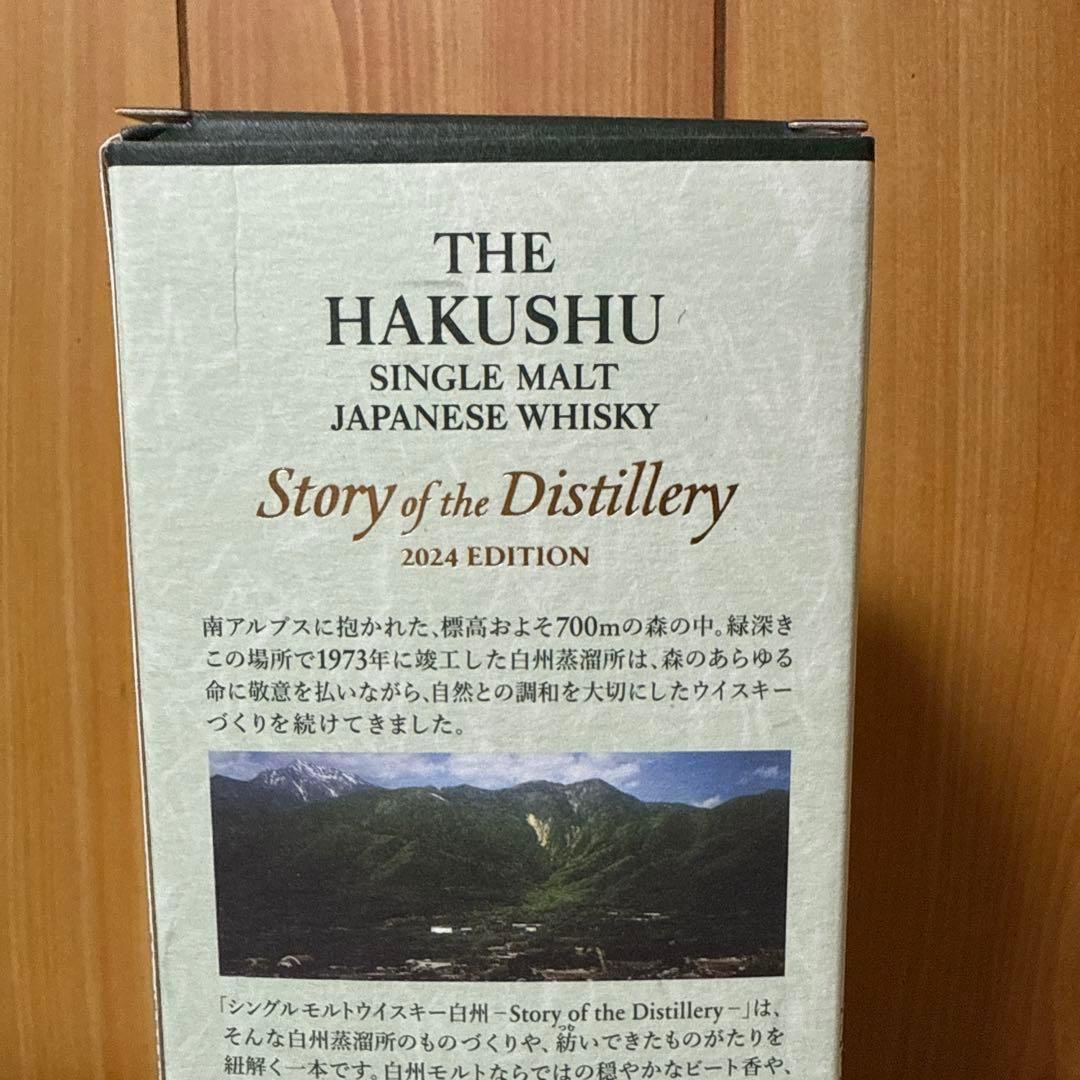 THE
HAKUSHU
SINGLE MALT
JAPANESE WHISKY
Story of the Distillery
2024 EDITION
南アルプスに抱かれた、標高およそ700mの森の中。緑深き
この場所で1973年に竣工した白州蒸溜所は、森のあらゆる
命に敬意を払いながら、自然との調和を大切にしたウイスキー
づくりを続けてきました。
「シングルモルトウイスキー白州－Story of the Distillery－」は、
つむ
そんな白州蒸溜所のものづくりや、紡いできたものがたりを
紐解く一本です。白州モルトならではの穏やかなピート香や、